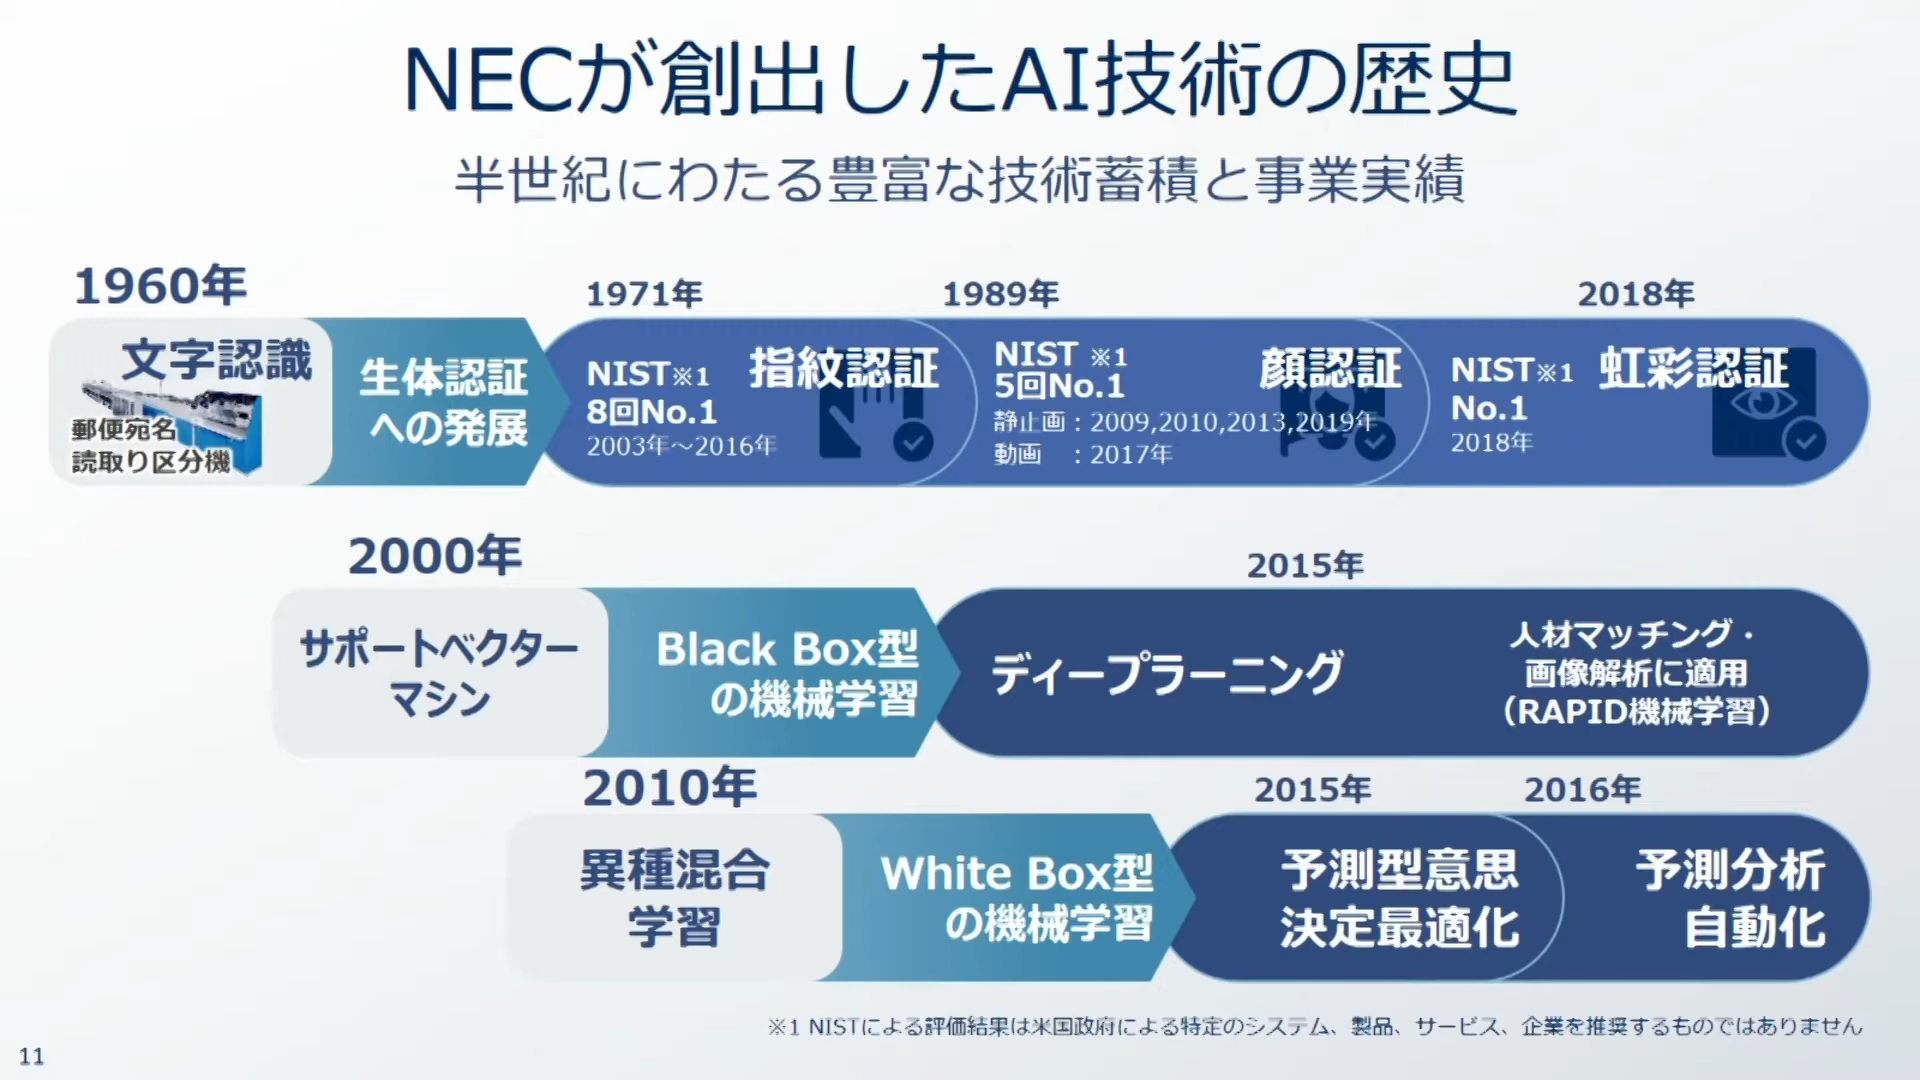 NECが創出したAI技術の歴史
半世紀にわたる豊富な技術蓄積と事業実績
1960年
文字認識
郵便宛名
読取り区分機
生体認証
への発展
1971年
NIST※1
8回No.1
2003年～2016年
指紋認証
1989年
NIST ※1
5回No.1
静止画：2009,2010,2013,2019年
動画　：2017年
顔認証
2018年
NIST※1
No.1
2018年
虹彩認証
2000年
サポートベクター
マシン
Black Box型
の機械学習
2015年
ディープラーニング
人材マッチング・
画像解析に適用
（RAPID機械学習）
2010年
異種混合
学習
White Box型
の機械学習
2015年
予測型意思
決定最適化
2016年
予測分析
自動化
※1 NISTによる評価結果は米国政府による特定のシステム、製品、サービス、企業を推奨するものではありません
11